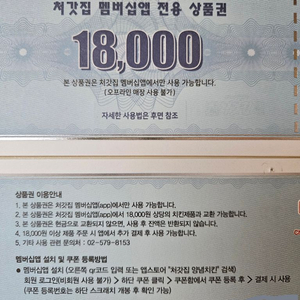 처갓집 멤버십앱 전용 상품권
18,000
본 상품권은 처갓집 멤버십앱에서만 사용 가능합니다.
(오프라인 매장 사용 불가)
자세한 사용법은 후면 참조
상품권 이용안내
1. 본 상품권은 처갓집 멤버십앱(app)에서만 사용 가능합니다.
2. 본 상품권은 처갓집 멤버십앱(app)에서 18,000원 상당의 치킨제품과 교환 가능합니다.
3. 본 상품권은 현금으로 교환되지 않으며, 사용 후 잔액은 반환되지 않습니다.
4. 18,000원 이상 제품 주문 시 앱에서 추가 결제 후 사용 가능합니다.
5. 기타 사용 관련 문의처 : 02-579-8153
멤버십앱 설치 및 쿠폰 등록방법
● 멤버십앱 설치 (오른쪽 qr코드 입력 또는 앱스토어 "처갓집 양념치킨" 검색)
회원 로그인(비회원 사용 불가) > 하단 쿠폰 클릭 > 쿠폰함에서 쿠폰 등록 후 > 결제 시 사용
(쿠폰 등록번호는 하단 스크래치 개봉 후 확인 가능)